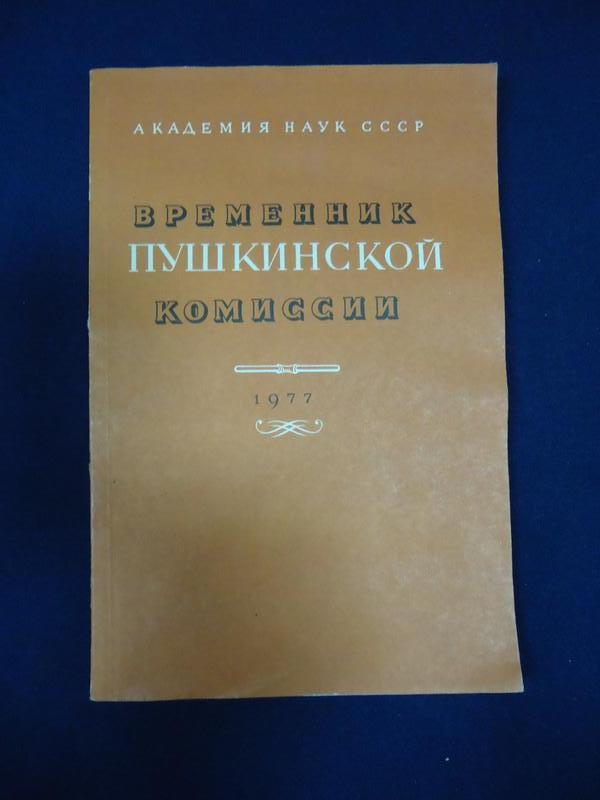 АКАДЕМИЯ НАУК СССР
ВРЕМЕННИК
ПУШКИНСКОЙ
КОМИССИИ
1977